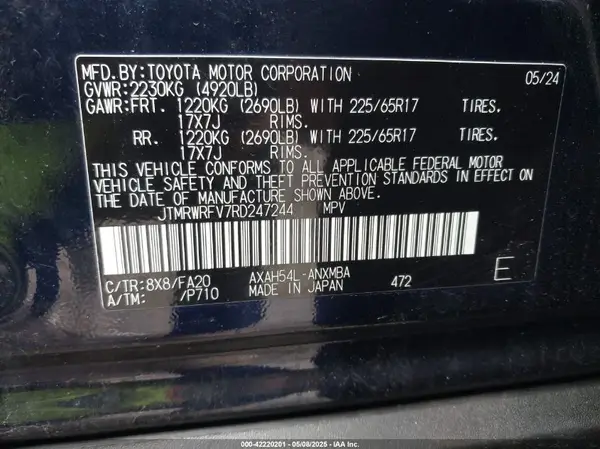 MFD.BY:TOYOTA MOTOR CORPORATION 05/24
GVWR:2230KG (4920LB)
GAWR:FRT. 1220KG (2690LB) WITH 225/65R17 TIRES.
17X7J RIMS.
RR. 1220KG (2690LB) WITH 225/65R17 TIRES.
17X7J RIMS.
THIS VEHICLE CONFORMS TO ALL APPLICABLE FEDERAL MOTOR
VEHICLE SAFETY AND THEFT PREVENTION STANDARDS IN EFFECT ON
THE DATE OF MANUFACTURE SHOWN ABOVE.
JTMRWRFV7RD247244 MPV
C/TR:8X8/FA20 AXAH54L-ANXMBA 472 E
A/TM: /P710 MADE IN JAPAN
000-42220201 - 05/08/2025 - IAAI